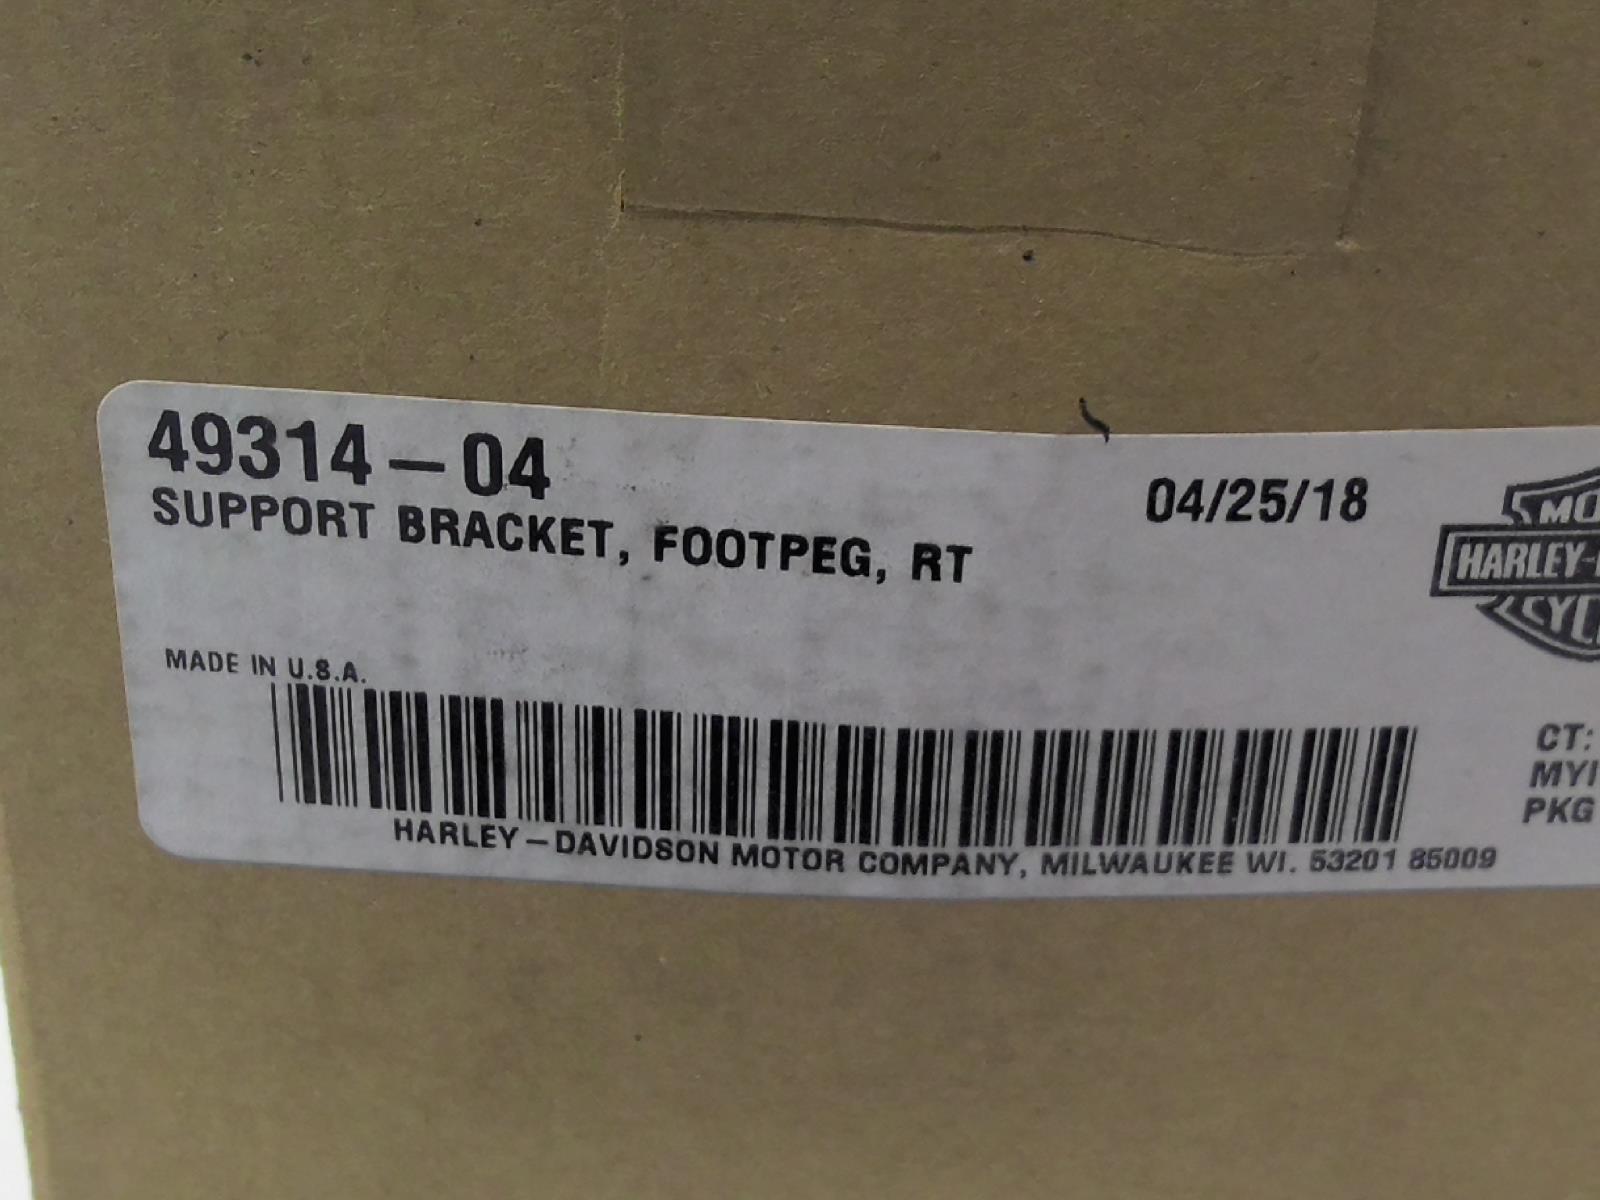 49314-04
SUPPORT BRACKET, FOOTPEG, RT
04/25/18
HARLEY-
MADE IN U.S.A.
CT:
PKG
HARLEY-DAVIDSON MOTOR COMPANY, MILWAUKEE WI. 53201 85009